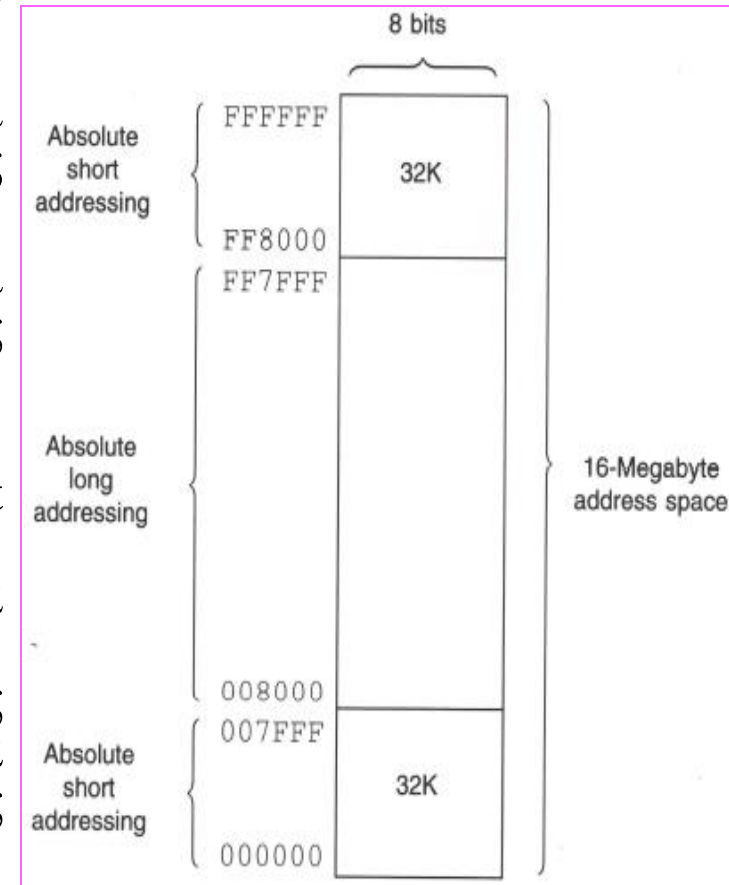 8 bits
FFFFFF
Absolute
short
addressing
32K
FF8000
FF7FFF
Absolute
long
addressing
16-Megabyte
address space
008000
007FFF
Absolute
short
addressing
32K
000000